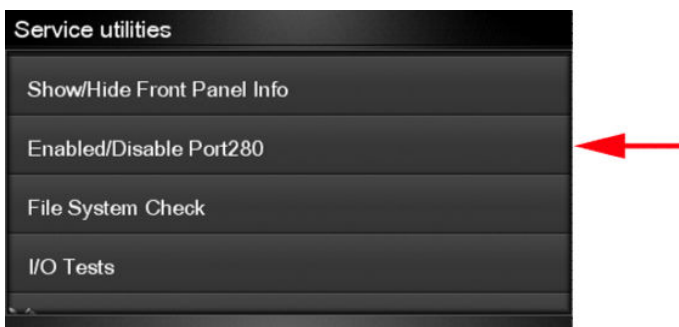 Service utilities
Show/Hide Front Panel Info
Enabled/Disable Port280
File System Check
I/O Tests